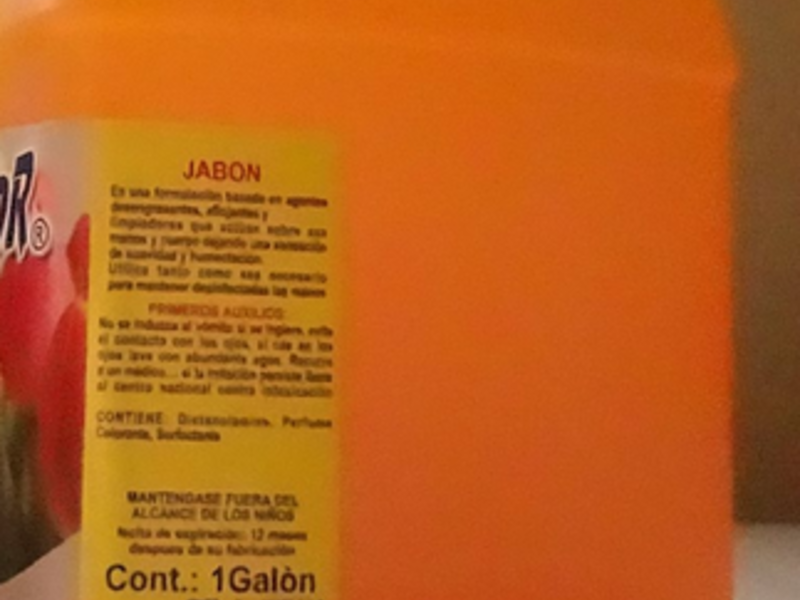 OR®
JABON
Es una formulación basada en agentes
desengrasantes, aflojantes y
limpiadores que actúan sobre sus
manos y cuerpo dejando una sensación
de suavidad y humectación.
Utilice tanto como sea necesario
para mantener desinfectadas las manos
PRIMEROS AUXILIOS:
No se induzca al vómito si se ingiere, evite
el contacto con los ojos, si cae en los
ojos lave con abundante agua. Recurra
a un médico... si la irritación persiste llame
al centro nacional contra intoxicación
CONTIENE: Perfume
Colorante, Surfactante
MANTENGASE FUERA DEL
ALCANCE DE LOS NIÑOS
fecha de expiración: 12 meses
despues de su fabricación
Cont.: 1Galòn